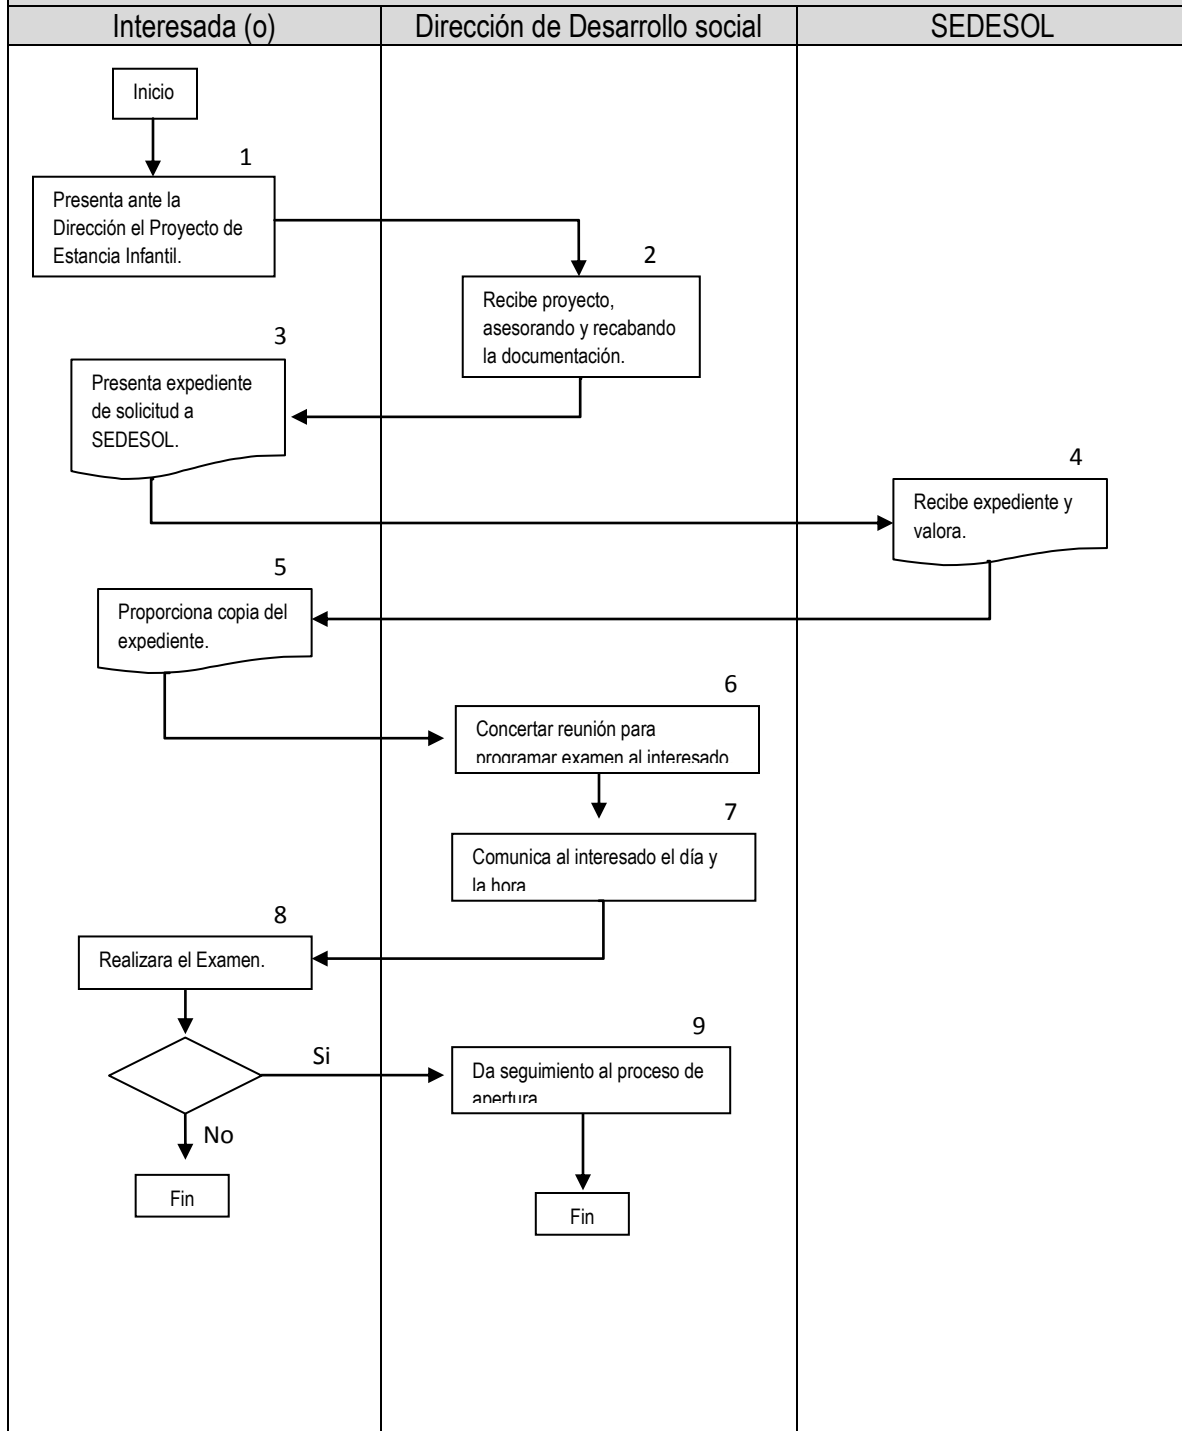 Interesada (o)
Dirección de Desarrollo social
SEDESOL
Inicio
1
Presenta ante la
Dirección el Proyecto de
Estancia Infantil.
2
Recibe proyecto,
asesorando y recabando
la documentación.
3
Presenta expediente
de solicitud a
SEDESOL.
4
Recibe expediente y
valora.
5
Proporciona copia del
expediente.
6
Concertar reunión para
programar examen al interesado
7
Comunica al interesado el día y
la hora
8
Realizara el Examen.
9
Si
Da seguimiento al proceso de
apertura
No
Fin
Fin